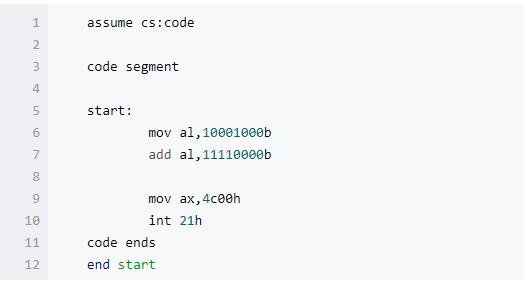 1 assume cs:code
2
3 code segment
4
5 start:
6 mov al,10001000b
7 add al,11110000b
8
9 mov ax,4c00h
10 int 21h
11 code ends
12 end start